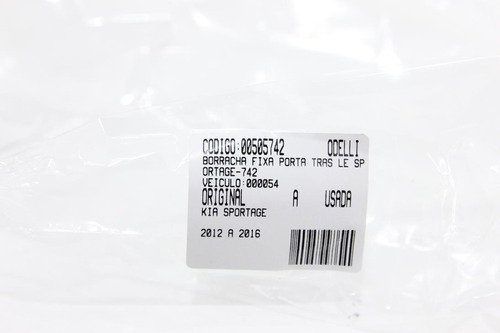 CODIGO:00505742 ODELLI
BORRACHA FIXA PORTA TRAS LE SP
ORTAGE-742
VEICULO:000054
ORIGINAL A USADA
KIA SPORTAGE
2012 A 2016